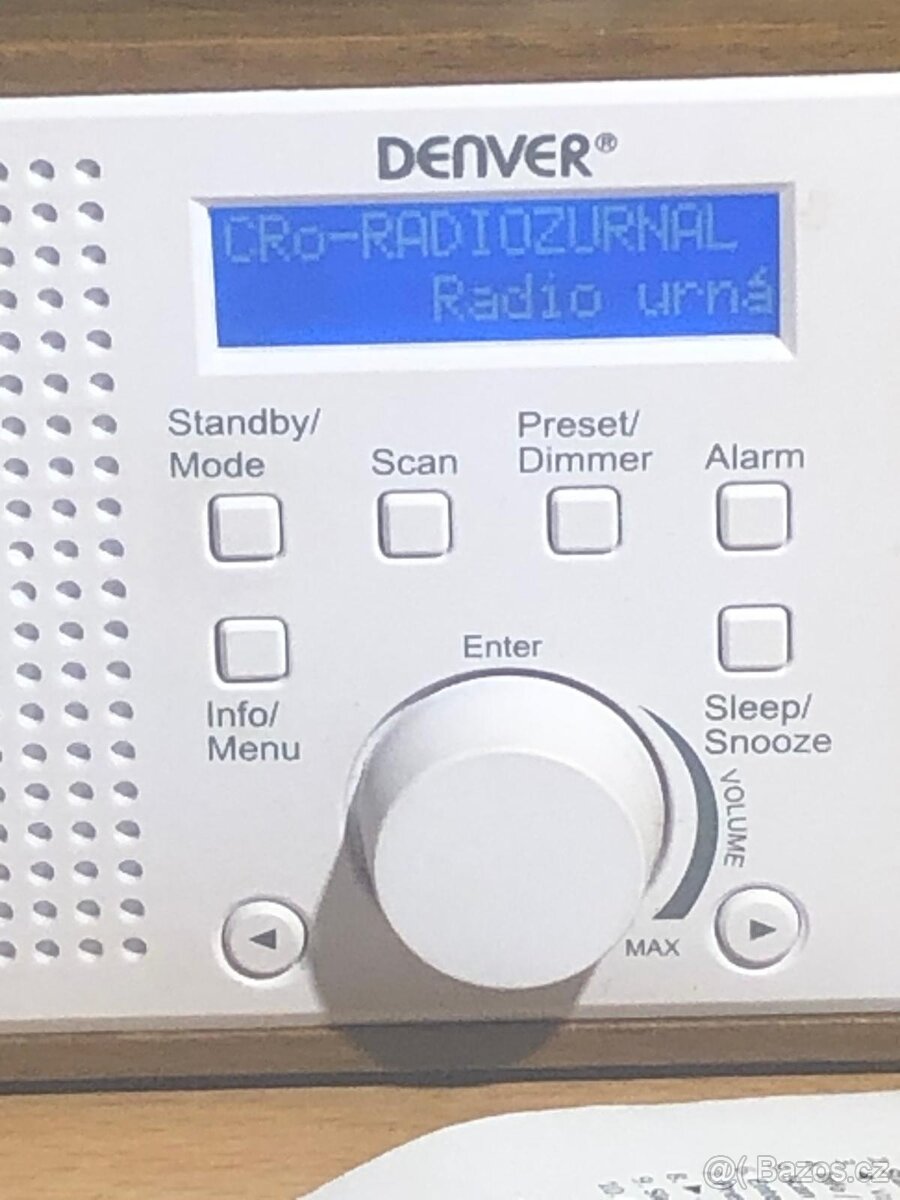 DENVER®
CRo-RADIOZURNAL
Radio urná
Standby/
Mode
Scan
Preset/
Dimmer
Alarm
Enter
Info/
Menu
Sleep/
Snooze
VOLUME
MAX
@( Bazos.cz